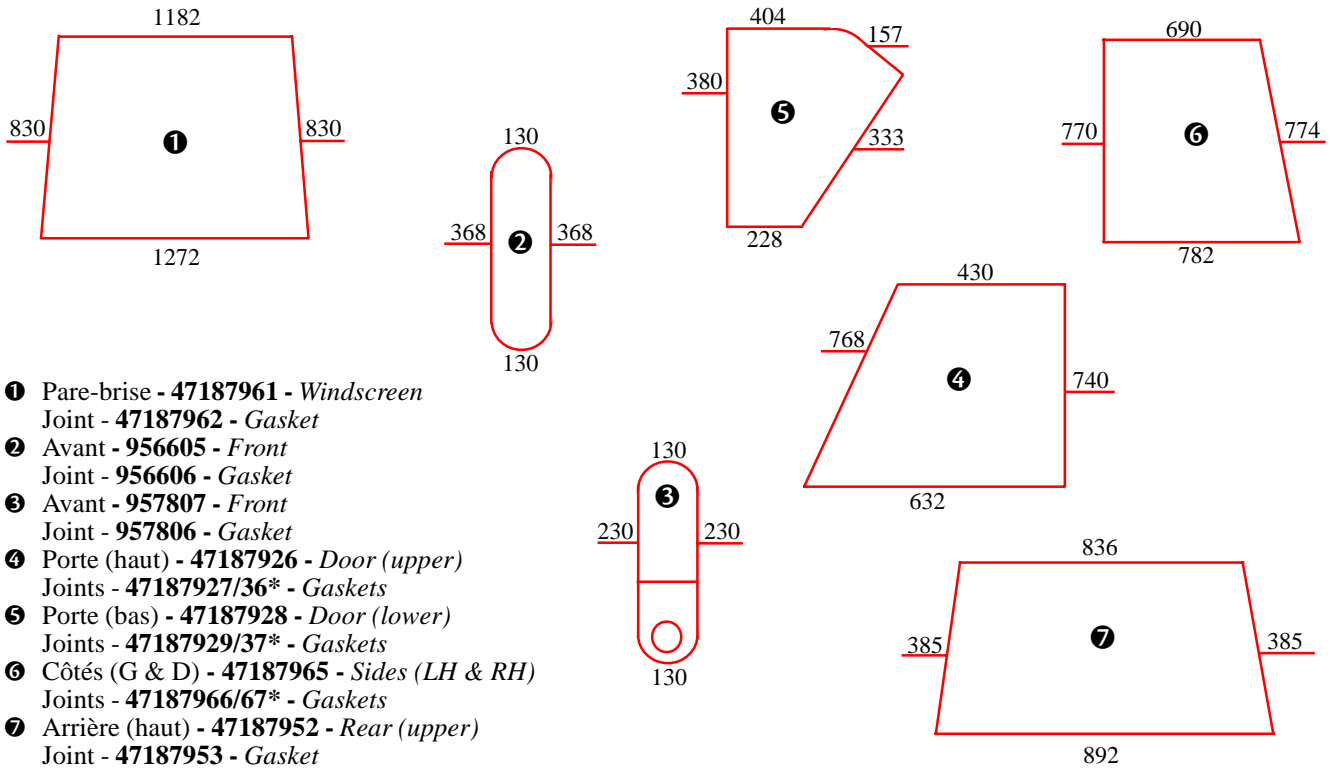 1182
830
❶
830
1272
130
368
❷
368
130
404
157
380
❺
333
228
690
770
❻
774
782
430
768
❹
740
632
130
❸
230
230
130
836
385
❼
385
892
❶ Pare-brise - 47187961 - Windscreen
Joint - 47187962 - Gasket
❷ Avant - 956605 - Front
Joint - 956606 - Gasket
❸ Avant - 957807 - Front
Joint - 957806 - Gasket
❹ Porte (haut) - 47187926 - Door (upper)
Joints - 47187927/36* - Gaskets
❺ Porte (bas) - 47187928 - Door (lower)
Joints - 47187929/37* - Gaskets
❻ Côtés (G & D) - 47187965 - Sides (LH & RH)
Joints - 47187966/67* - Gaskets
❼ Arrière (haut) - 47187952 - Rear (upper)
Joint - 47187953 - Gasket